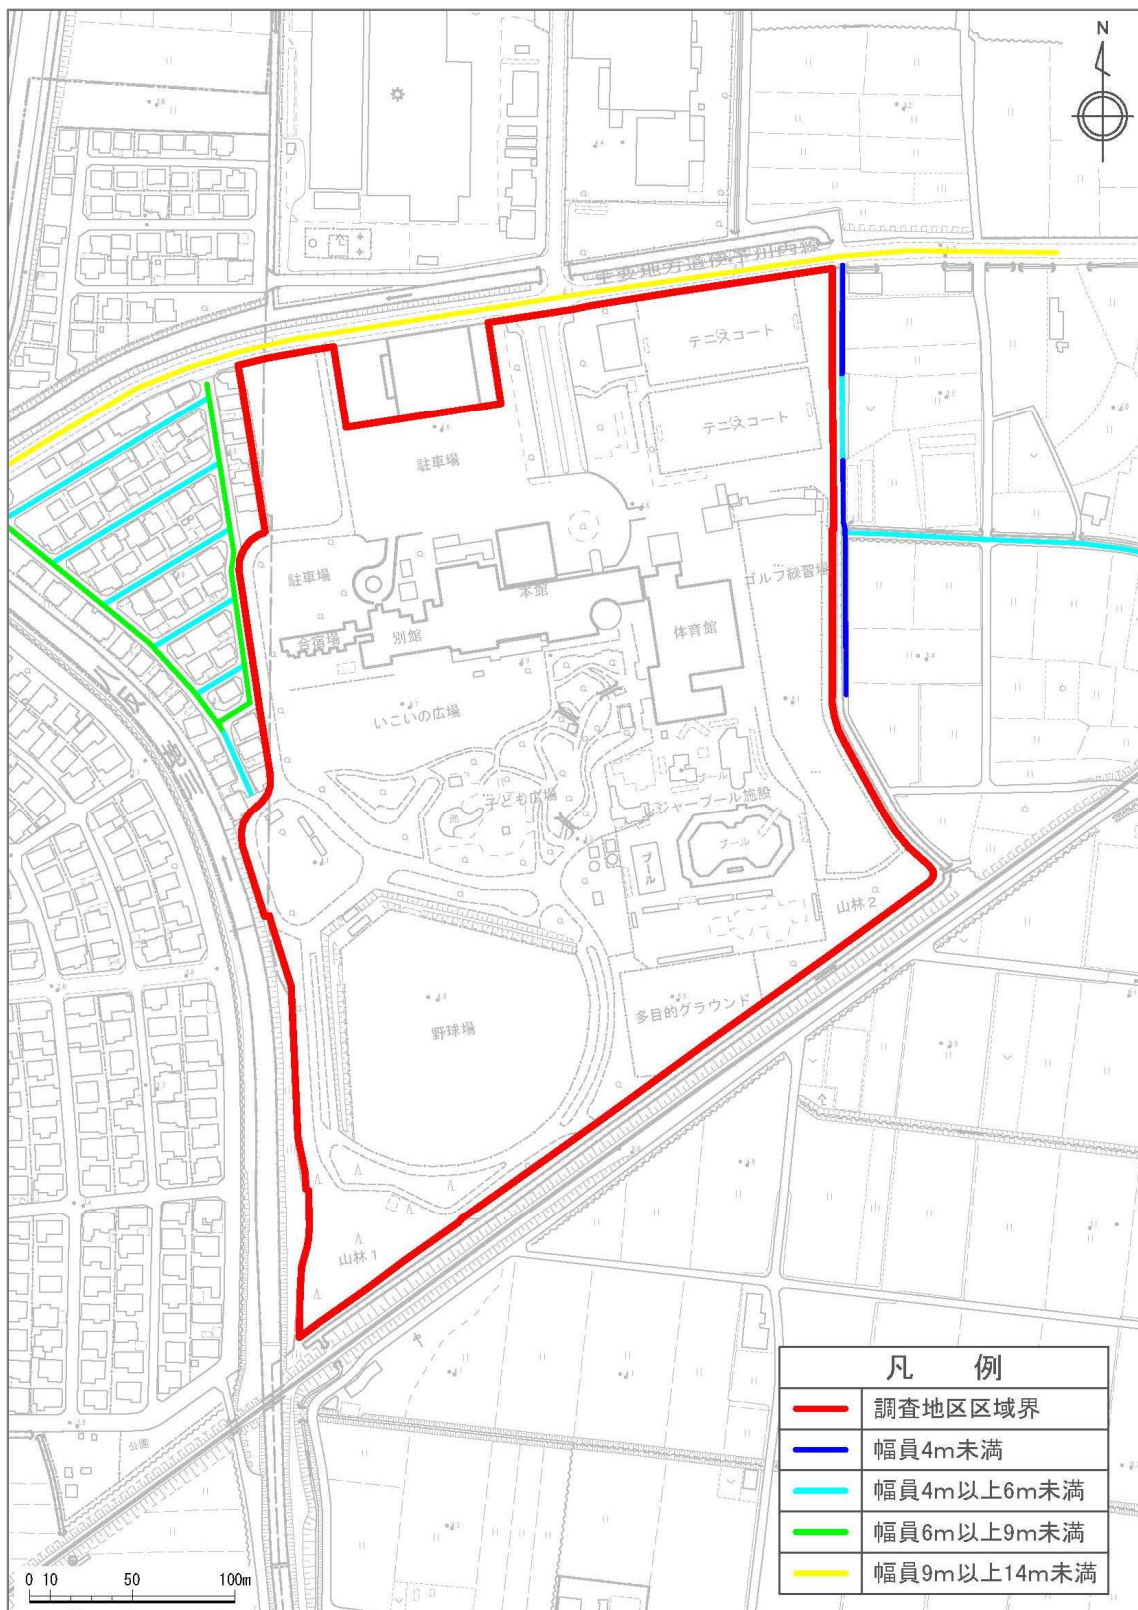 N
主要地方道伊予川内線
テニスコート
テニスコート
駐車場
駐車場
本館
ゴルフ練習場
合宿場
別館
体育館
いこいの広場
子ども広場
プール
レジャープール施設
池
プール
プール
山林2
多目的グラウンド
野球場
山林1
公園
凡 例
調査地区区域界
幅員4m未満
幅員4m以上6m未満
幅員6m以上9m未満
幅員9m以上14m未満
0 10 50 100m